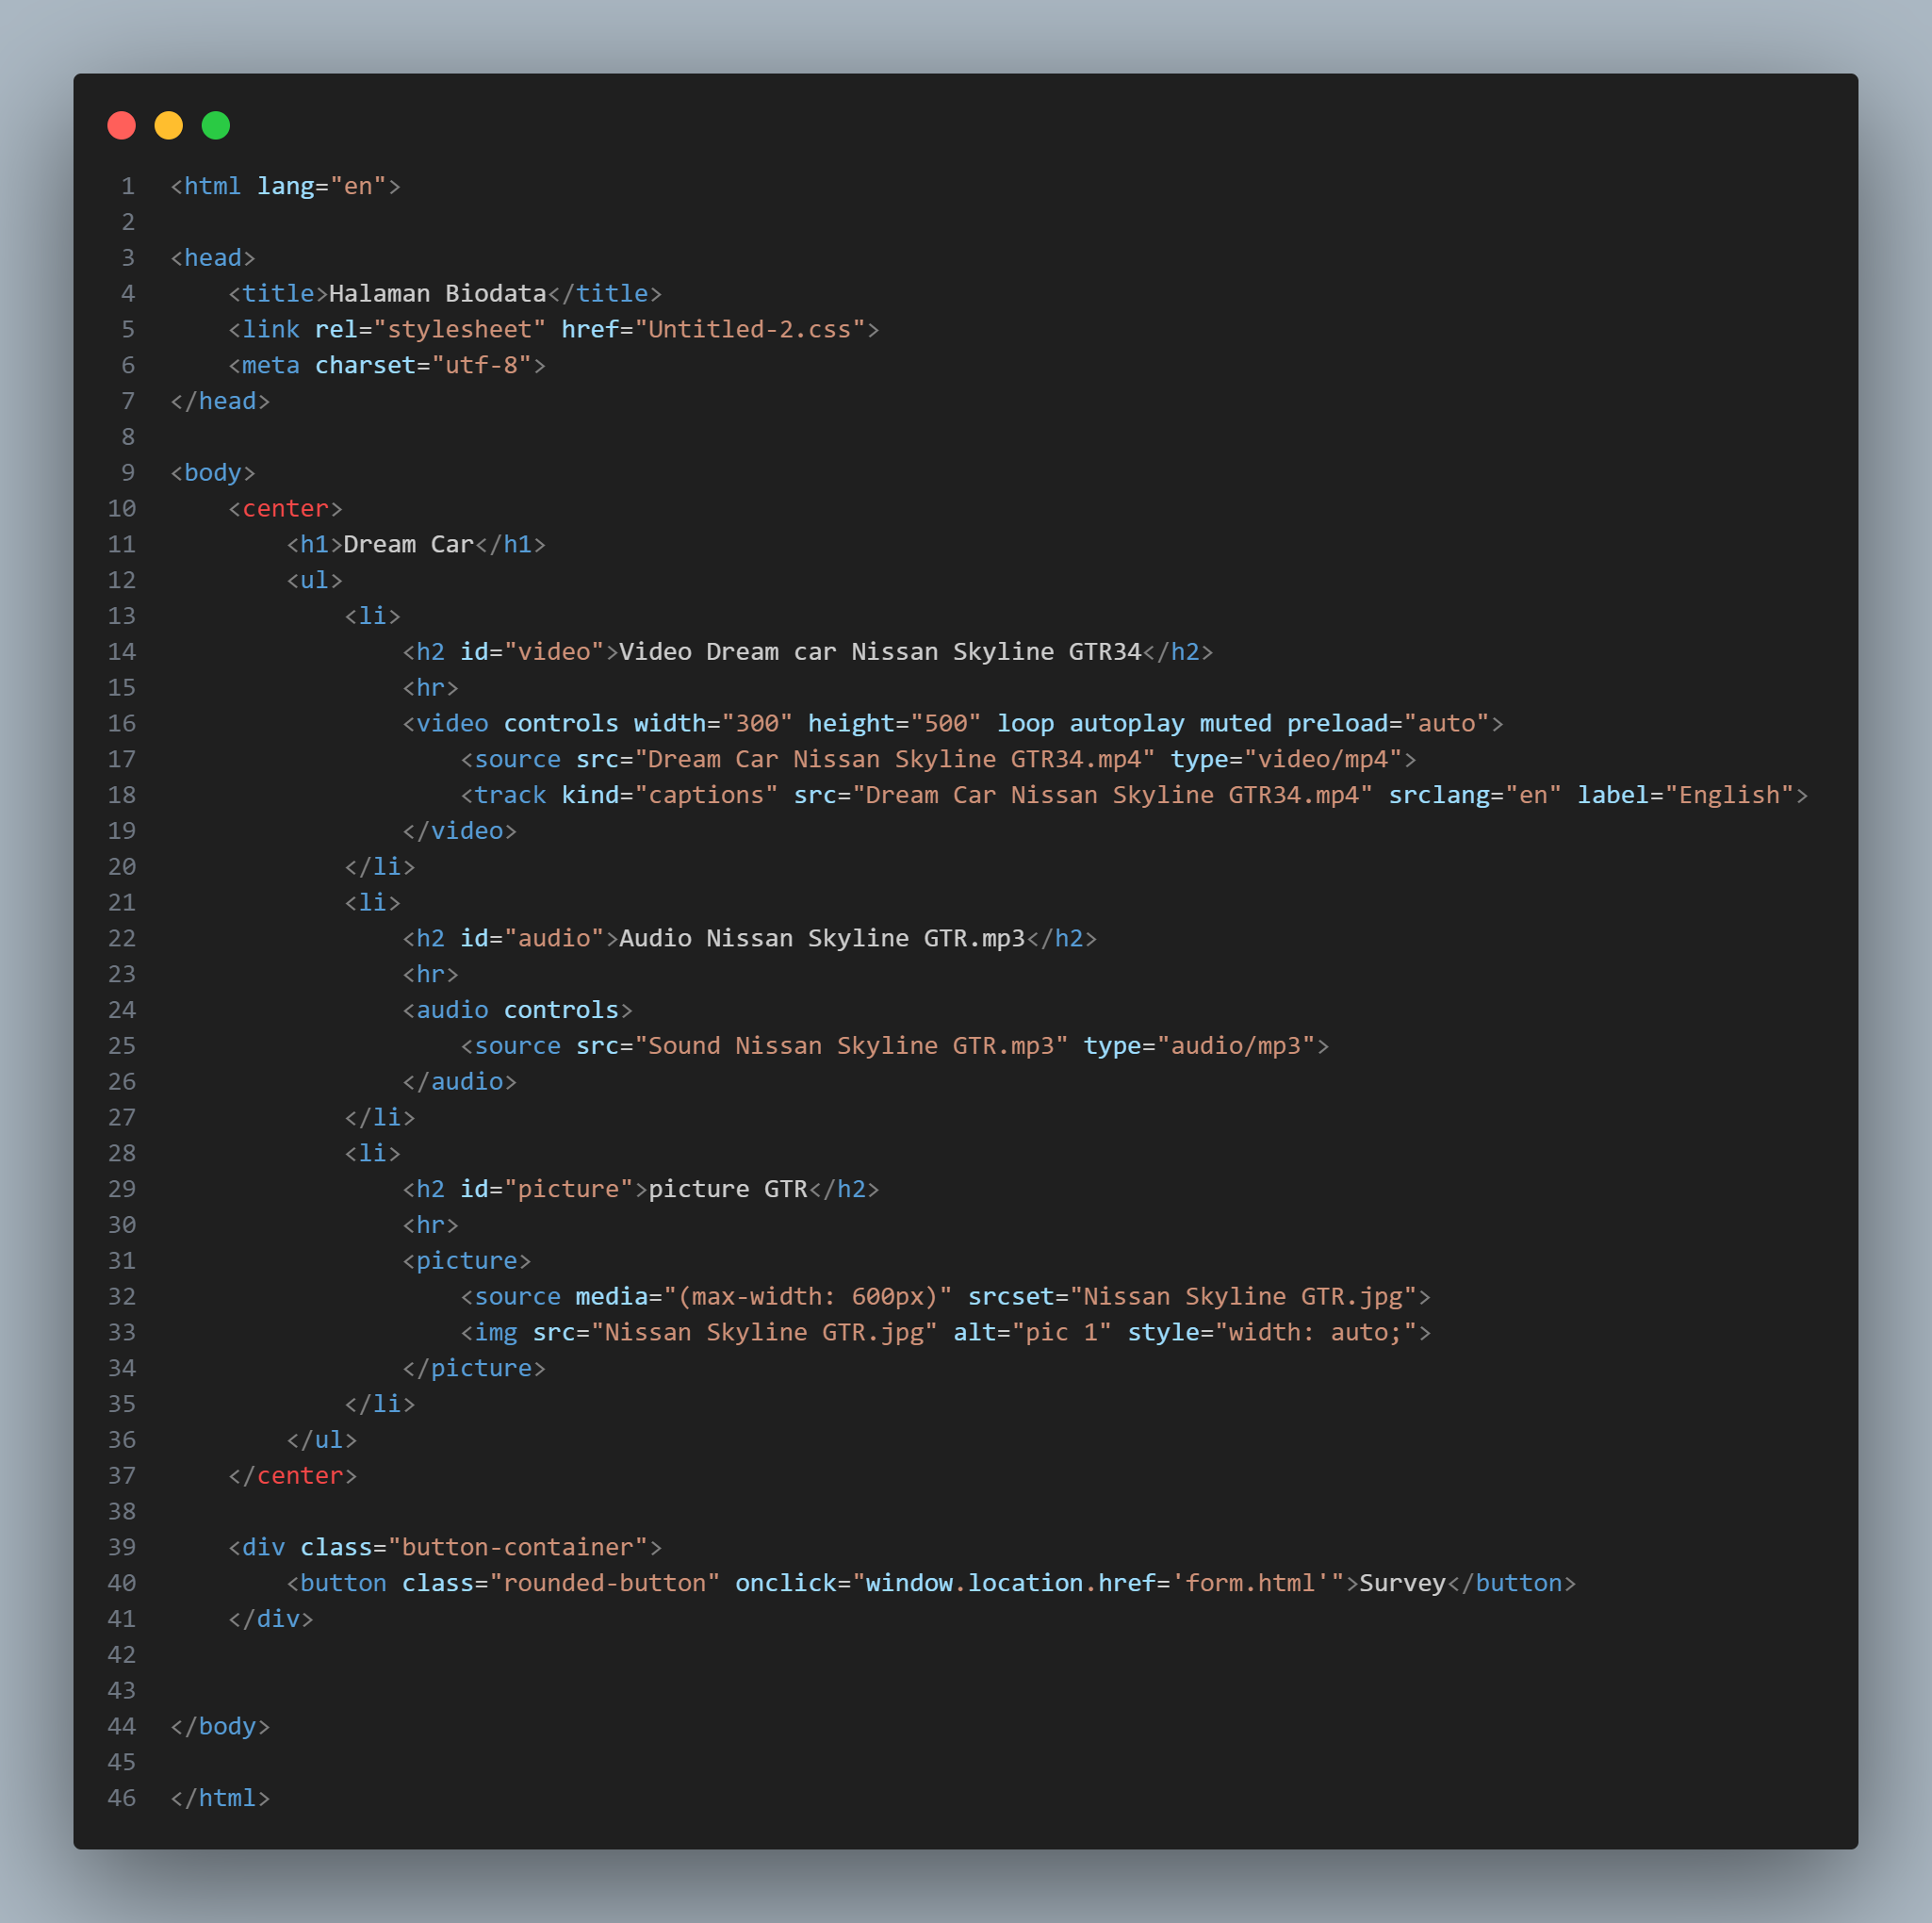 1 <html lang="en">
2
3 <head>
4     <title>Halaman Biodata</title>
5     <link rel="stylesheet" href="Untitled-2.css">
6     <meta charset="utf-8">
7 </head>
8
9 <body>
10     <center>
11         <h1>Dream Car</h1>
12         <ul>
13             <li>
14                 <h2 id="video">Video Dream car Nissan Skyline GTR34</h2>
15                 <hr>
16                 <video controls width="300" height="500" loop autoplay muted preload="auto">
17                     <source src="Dream Car Nissan Skyline GTR34.mp4" type="video/mp4">
18                     <track kind="captions" src="Dream Car Nissan Skyline GTR34.mp4" srclang="en" label="English">
19                 </video>
20             </li>
21             <li>
22                 <h2 id="audio">Audio Nissan Skyline GTR.mp3</h2>
23                 <hr>
24                 <audio controls>
25                     <source src="Sound Nissan Skyline GTR.mp3" type="audio/mp3">
26                 </audio>
27             </li>
28             <li>
29                 <h2 id="picture">picture GTR</h2>
30                 <hr>
31                 <picture>
32                     <source media="(max-width: 600px)" srcset="Nissan Skyline GTR.jpg">
33                     <img src="Nissan Skyline GTR.jpg" alt="pic 1" style="width: auto;">
34                 </picture>
35             </li>
36         </ul>
37     </center>
38
39     <div class="button-container">
40         <button class="rounded-button" onclick="window.location.href='form.html'">Survey</button>
41     </div>
42
43
44 </body>
45
46 </html>